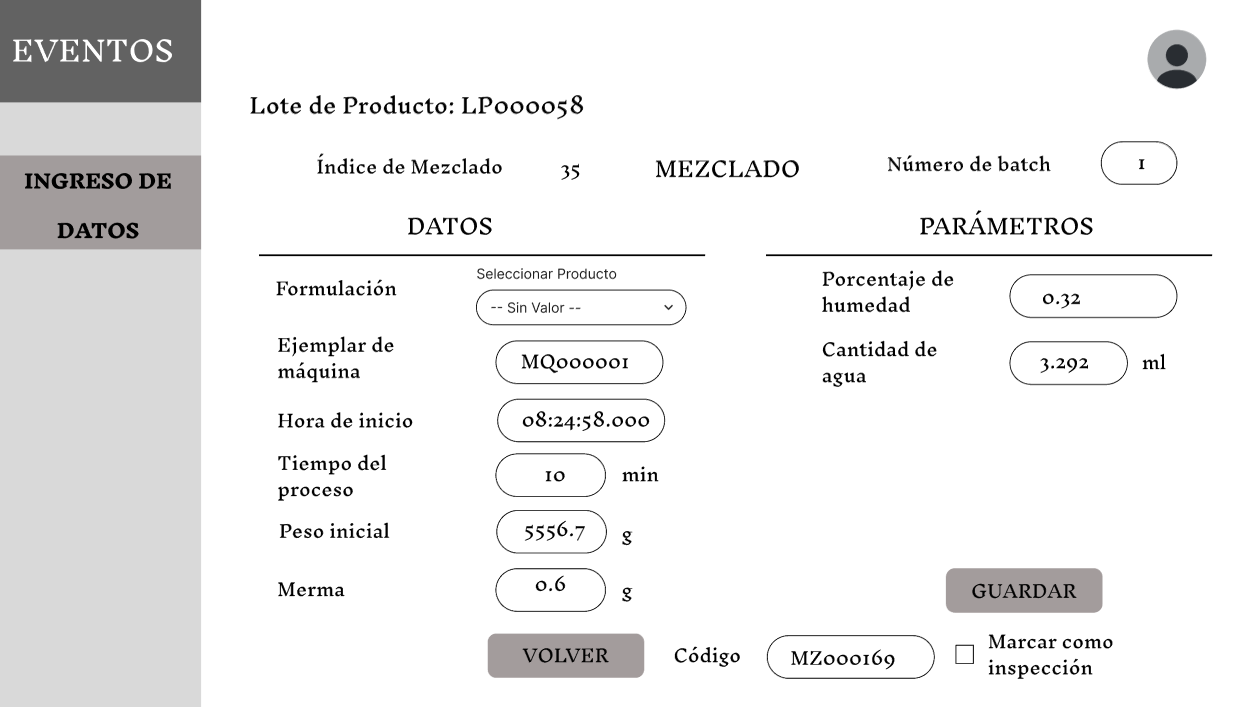 EVENTOS
INGRESO DE
DATOS
Lote de Producto: LP000058
Índice de Mezclado 35 MEZCLADO Número de batch 1
DATOS
Formulación
Seleccionar Producto
-- Sin Valor --
Ejemplar de
máquina
MQ000001
Hora de inicio 08:24:58.000
Tiempo del
proceso
10 min
Peso inicial 5556.7 g
Merma 0.6 g
PARÁMETROS
Porcentaje de
humedad
0.32
Cantidad de
agua
3.292 ml
GUARDAR
VOLVER Código MZ000169
Marcar como
inspección